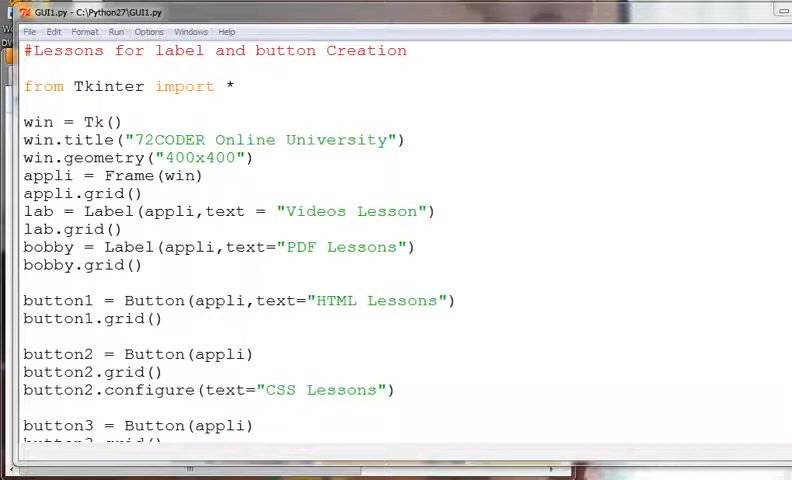 GUI1.py - C:\Python27\GUI1.py
File Edit Format Run Options Windows Help
#Lessons for label and button Creation
from Tkinter import *
win = Tk()
win.title("72CODER Online University")
win.geometry("400x400")
appli = Frame(win)
appli.grid()
lab = Label(appli,text = "Videos Lesson")
lab.grid()
bobby = Label(appli,text="PDF Lessons")
bobby.grid()
button1 = Button(appli,text="HTML Lessons")
button1.grid()
button2 = Button(appli)
button2.grid()
button2.configure(text="CSS Lessons")
button3 = Button(appli)